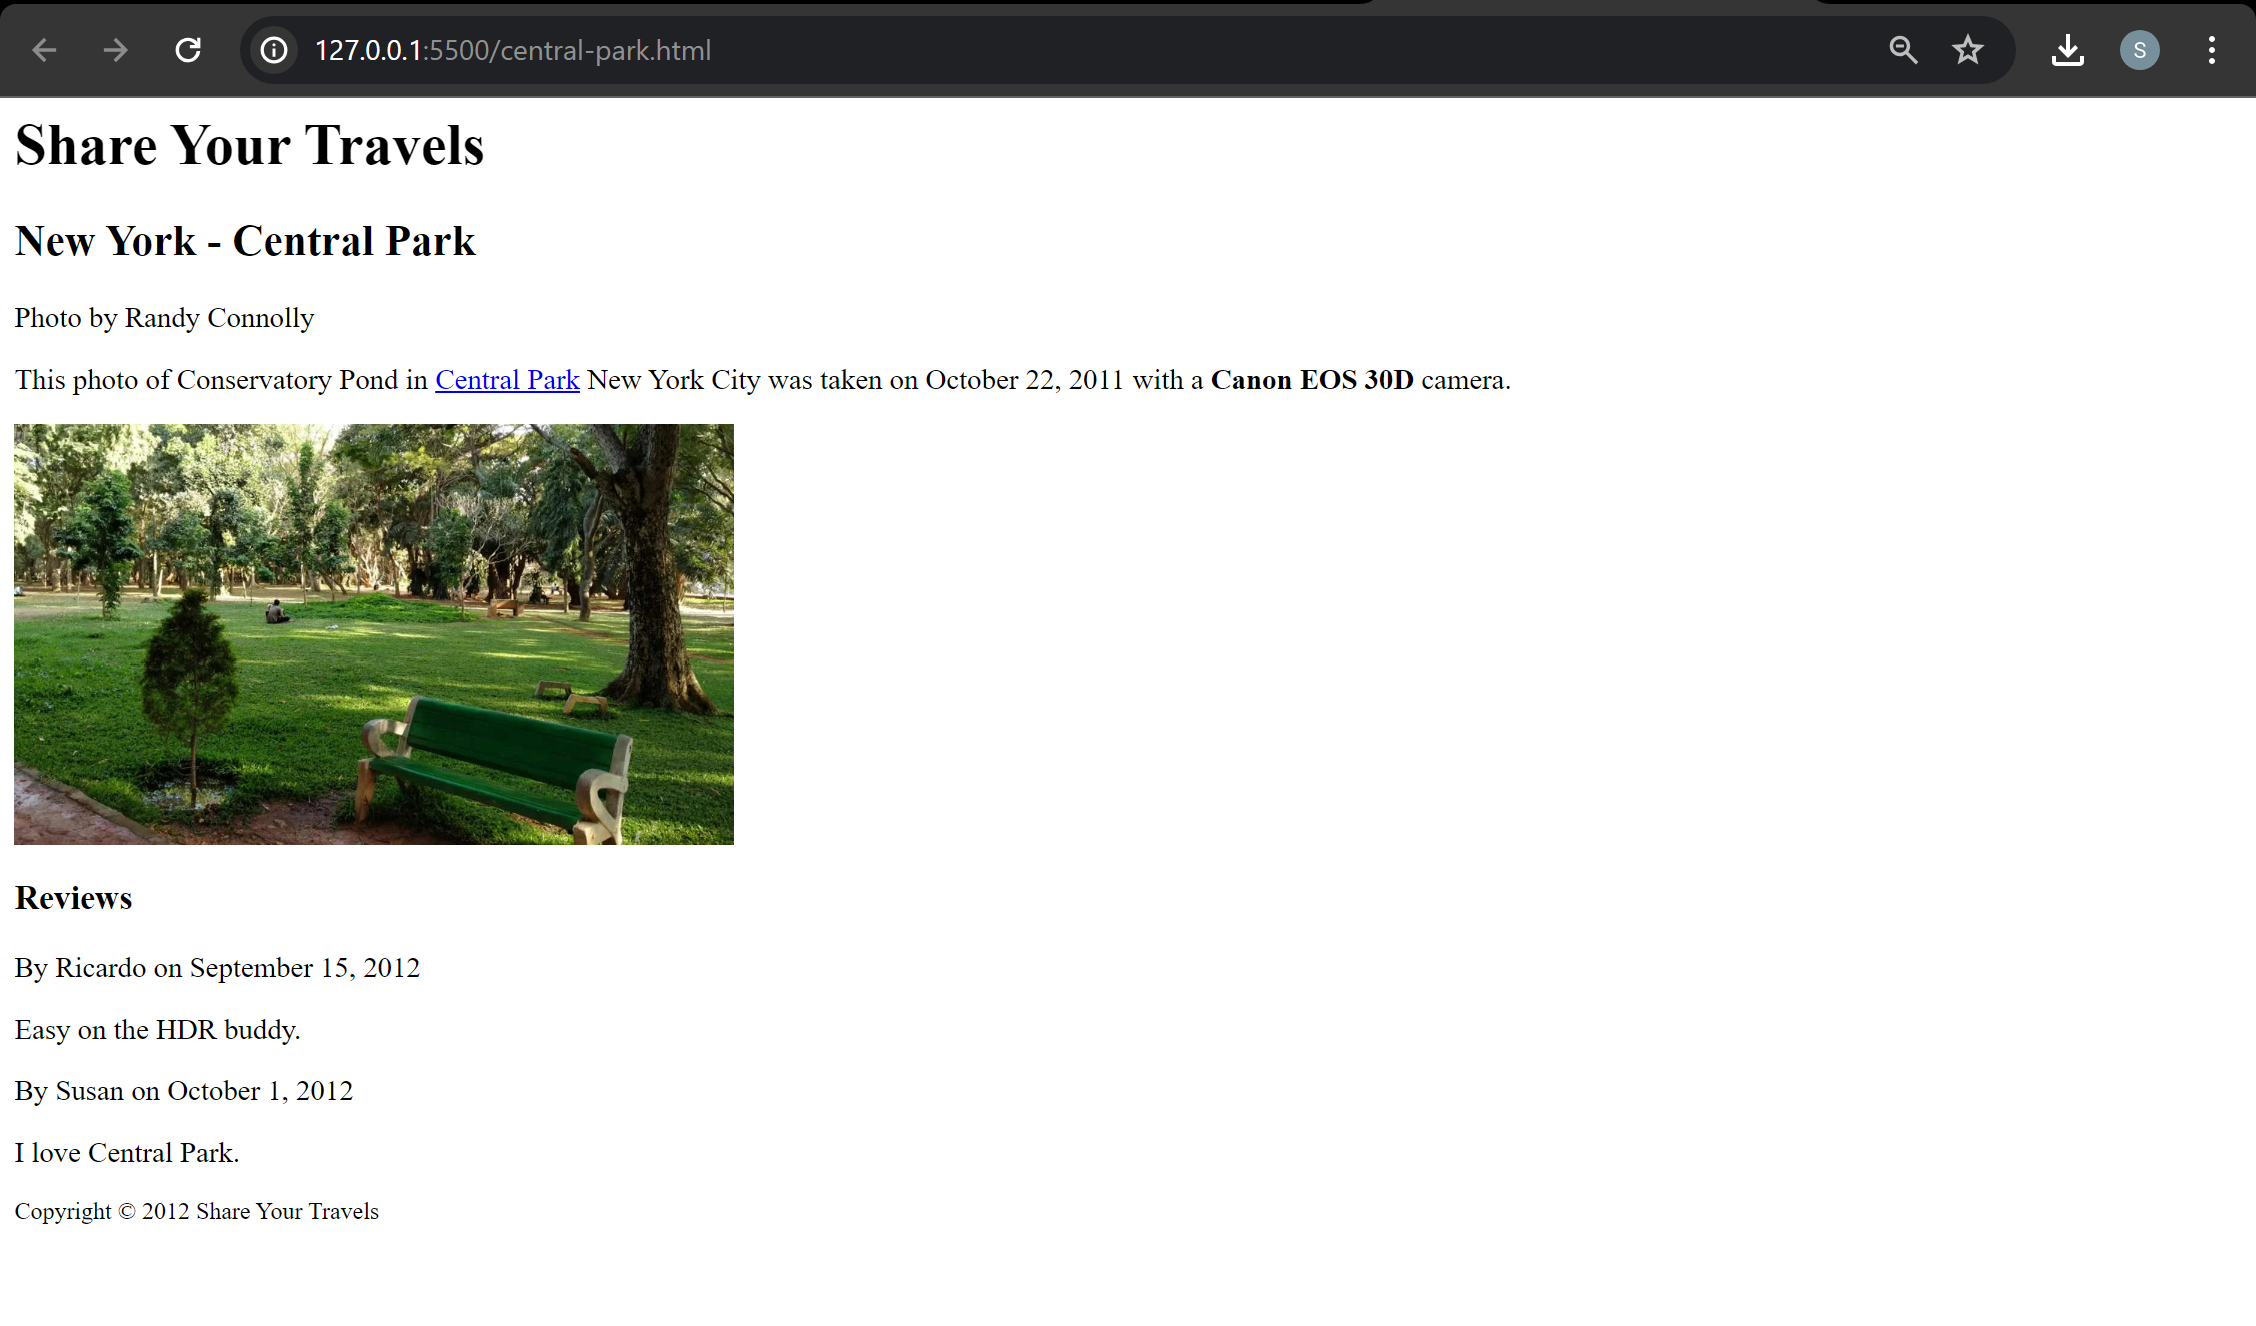 127.0.0.1:5500/central-park.html
S
Share Your Travels
New York - Central Park
Photo by Randy Connolly
This photo of Conservatory Pond in Central Park New York City was taken on October 22, 2011 with a Canon EOS 30D camera.
Reviews
By Ricardo on September 15, 2012
Easy on the HDR buddy.
By Susan on October 1, 2012
I love Central Park.
Copyright © 2012 Share Your Travels